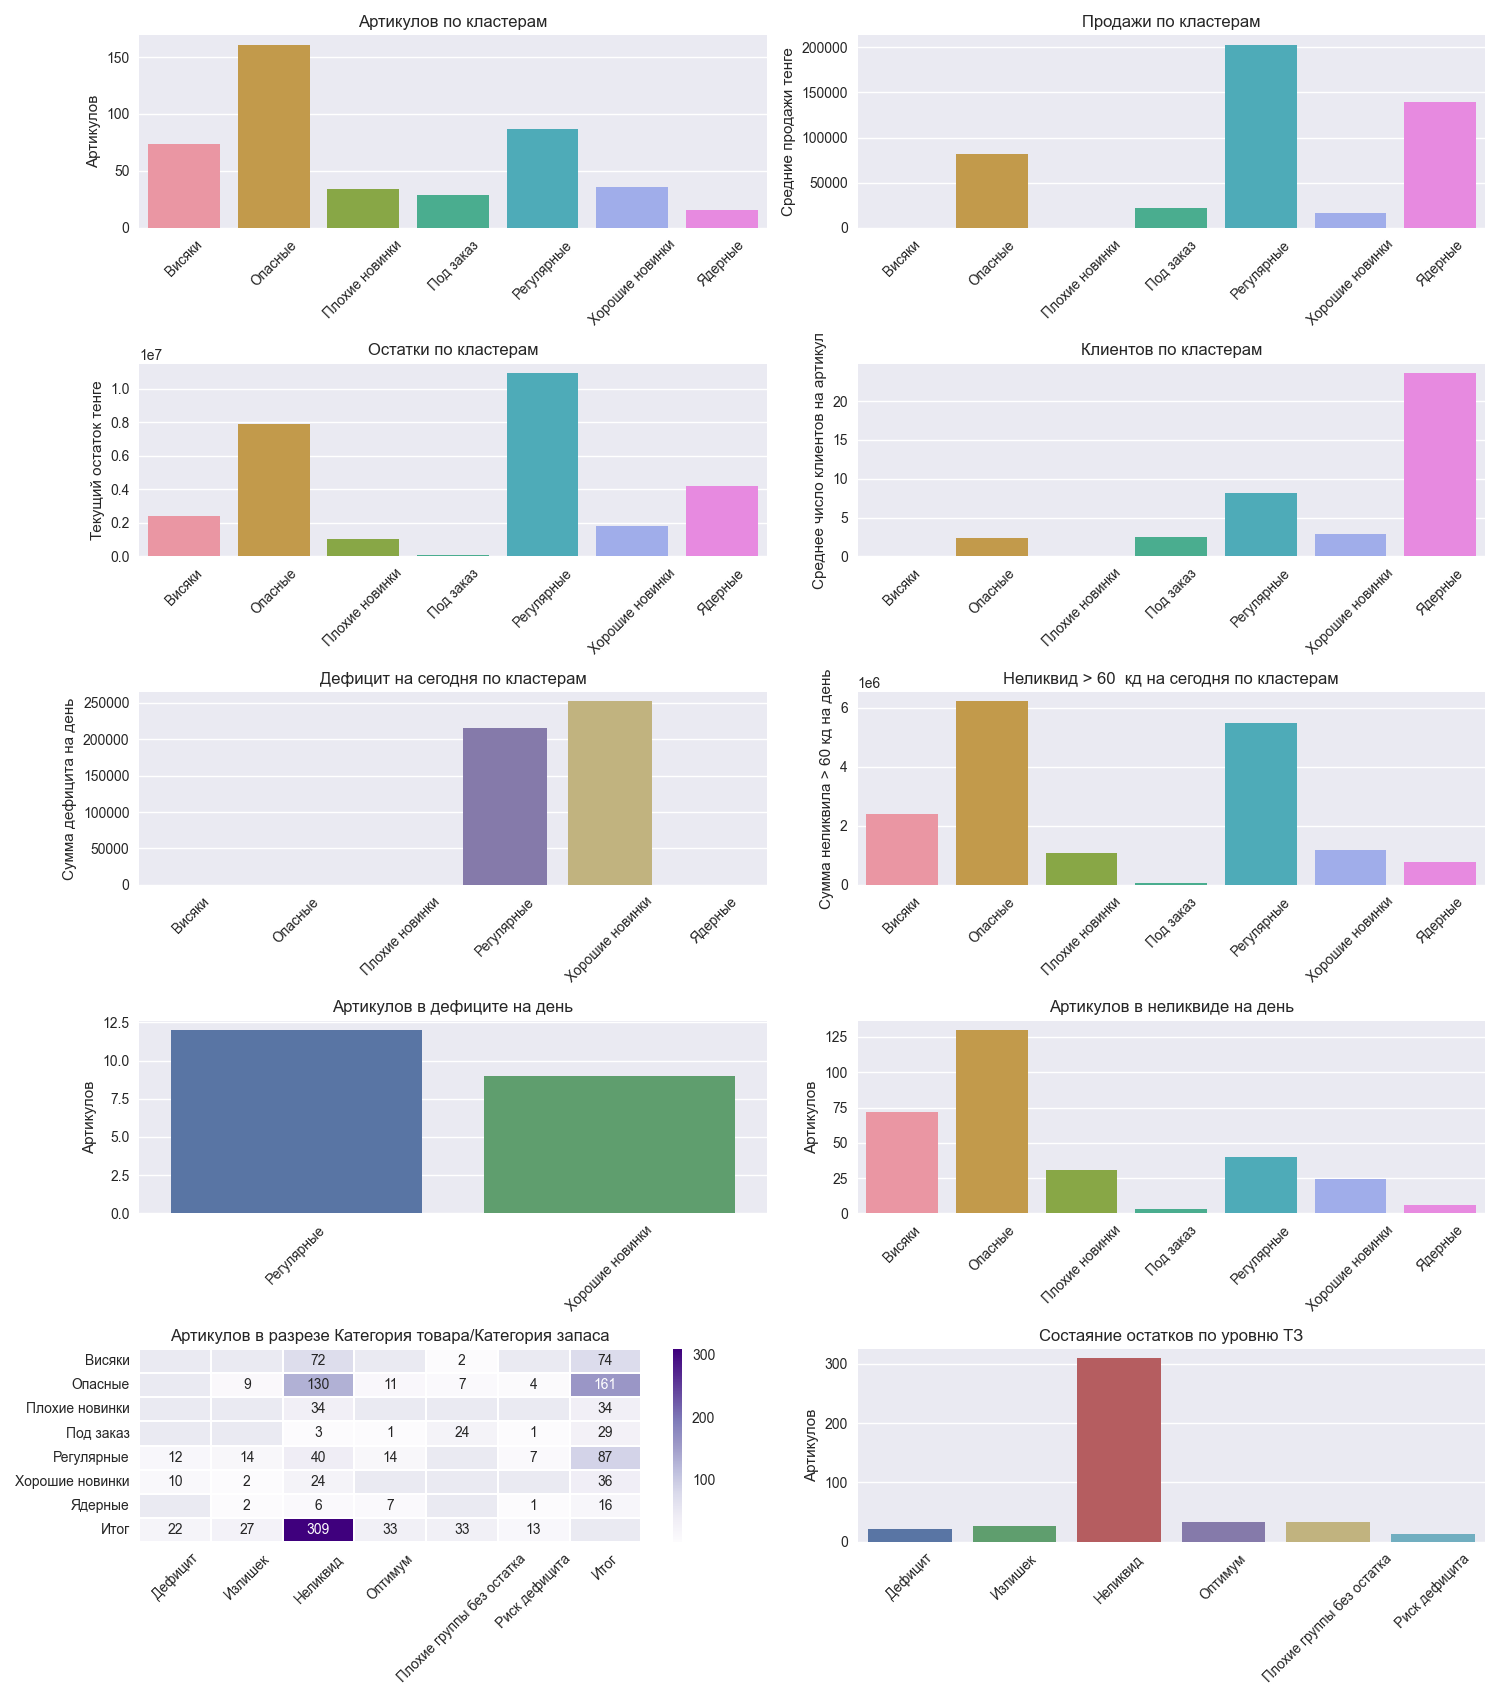 Артикулов по кластерам
Артикулов
150
100
50
0
Висяки
Опасные
Плохие новинки
Под заказ
Регулярные
Хорошие новинки
Ядерные
Продажи по кластерам
Средние продажи тенге
200000
150000
100000
50000
0
Висяки
Опасные
Плохие новинки
Под заказ
Регулярные
Хорошие новинки
Ядерные
Остатки по кластерам
1e7
Текущий остаток тенге
1.0
0.8
0.6
0.4
0.2
0.0
Висяки
Опасные
Плохие новинки
Под заказ
Регулярные
Хорошие новинки
Ядерные
Клиентов по кластерам
Среднее число клиентов на артикул
20
15
10
5
0
Висяки
Опасные
Плохие новинки
Под заказ
Регулярные
Хорошие новинки
Ядерные
Дефицит на сегодня по кластерам
Сумма дефицита на день
250000
200000
150000
100000
50000
0
Висяки
Опасные
Плохие новинки
Регулярные
Хорошие новинки
Ядерные
Неликвид > 60  кд на сегодня по кластерам
1e6
Сумма неликвила > 60 кд на день
6
4
2
0
Висяки
Опасные
Плохие новинки
Под заказ
Регулярные
Хорошие новинки
Ядерные
Артикулов в дефиците на день
Артикулов
12.5
10.0
7.5
5.0
2.5
0.0
Регулярные
Хорошие новинки
Артикулов в неликвиде на день
Артикулов
125
100
75
50
25
0
Висяки
Опасные
Плохие новинки
Под заказ
Регулярные
Хорошие новинки
Ядерные
Артикулов в разрезе Категория товара/Категория запаса
Висяки 72 2 74
Опасные 9 130 11 7 4 161
Плохие новинки 34 34
Под заказ 3 1 24 1 29
Регулярные 12 14 40 14 7 87
Хорошие новинки 10 2 24 36
Ядерные 2 6 7 1 16
Итог 22 27 309 33 33 13
Дефицит
Излишек
Неликвид
Оптимум
Плохие группы без остатка
Риск дефицита
Итог
300
200
100
Состаяние остатков по уровню ТЗ
Артикулов
300
200
100
0
Дефицит
Излишек
Неликвид
Оптимум
Плохие группы без остатка
Риск дефицита